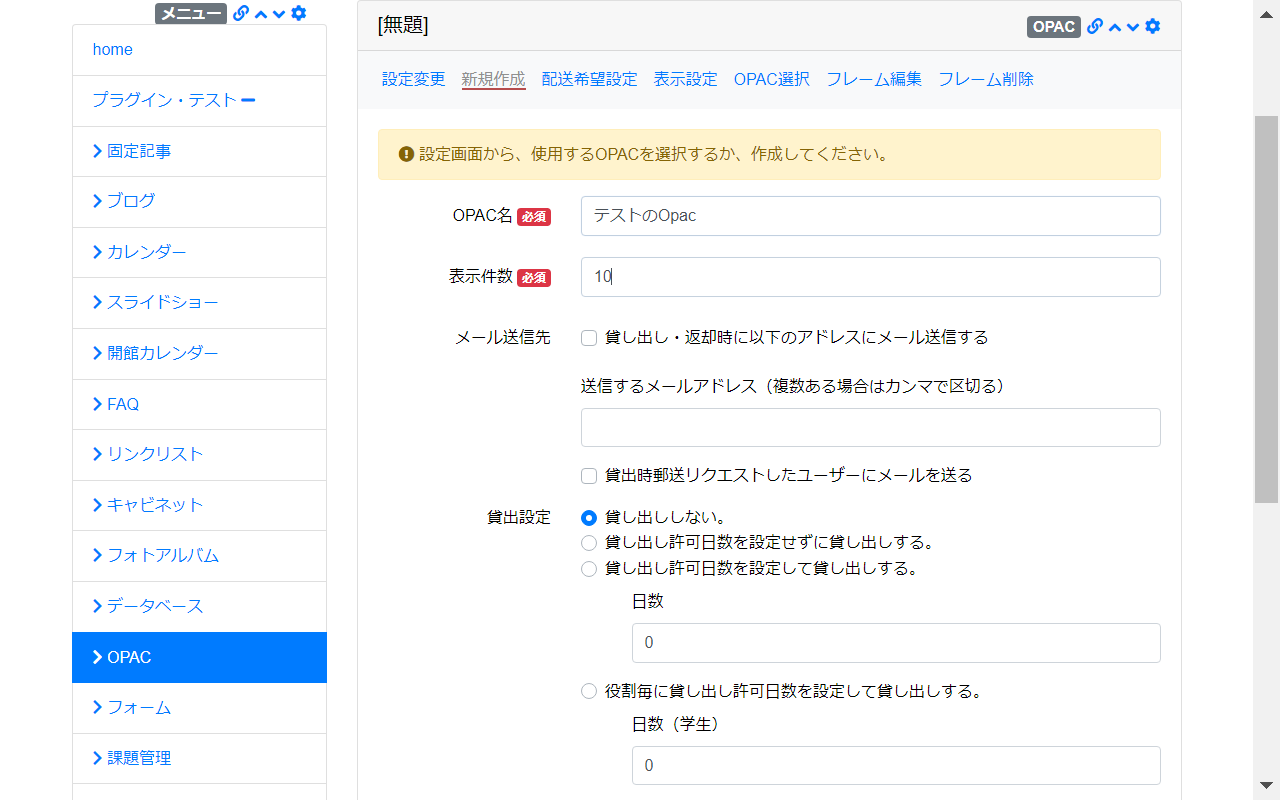 メニュー
home
プラグイン・テスト
固定記事
ブログ
カレンダー
スライドショー
開館カレンダー
FAQ
リンクリスト
キャビネット
フォトアルバム
データベース
OPAC
フォーム
課題管理
[無題]
OPAC
設定変更 新規作成 配送希望設定 表示設定 OPAC選択 フレーム編集 フレーム削除
設定画面から、使用するOPACを選択するか、作成してください。
OPAC名 必須 テストのOpac
表示件数 必須 10
メール送信先 貸し出し・返却時に以下のアドレスにメール送信する
送信するメールアドレス（複数ある場合はカンマで区切る）
貸出時郵送リクエストしたユーザーにメールを送る
貸出設定 貸し出ししない。
貸し出し許可日数を設定せずに貸し出しする。
貸し出し許可日数を設定して貸し出しする。
日数
0
役割毎に貸し出し許可日数を設定して貸し出しする。
日数（学生）
0